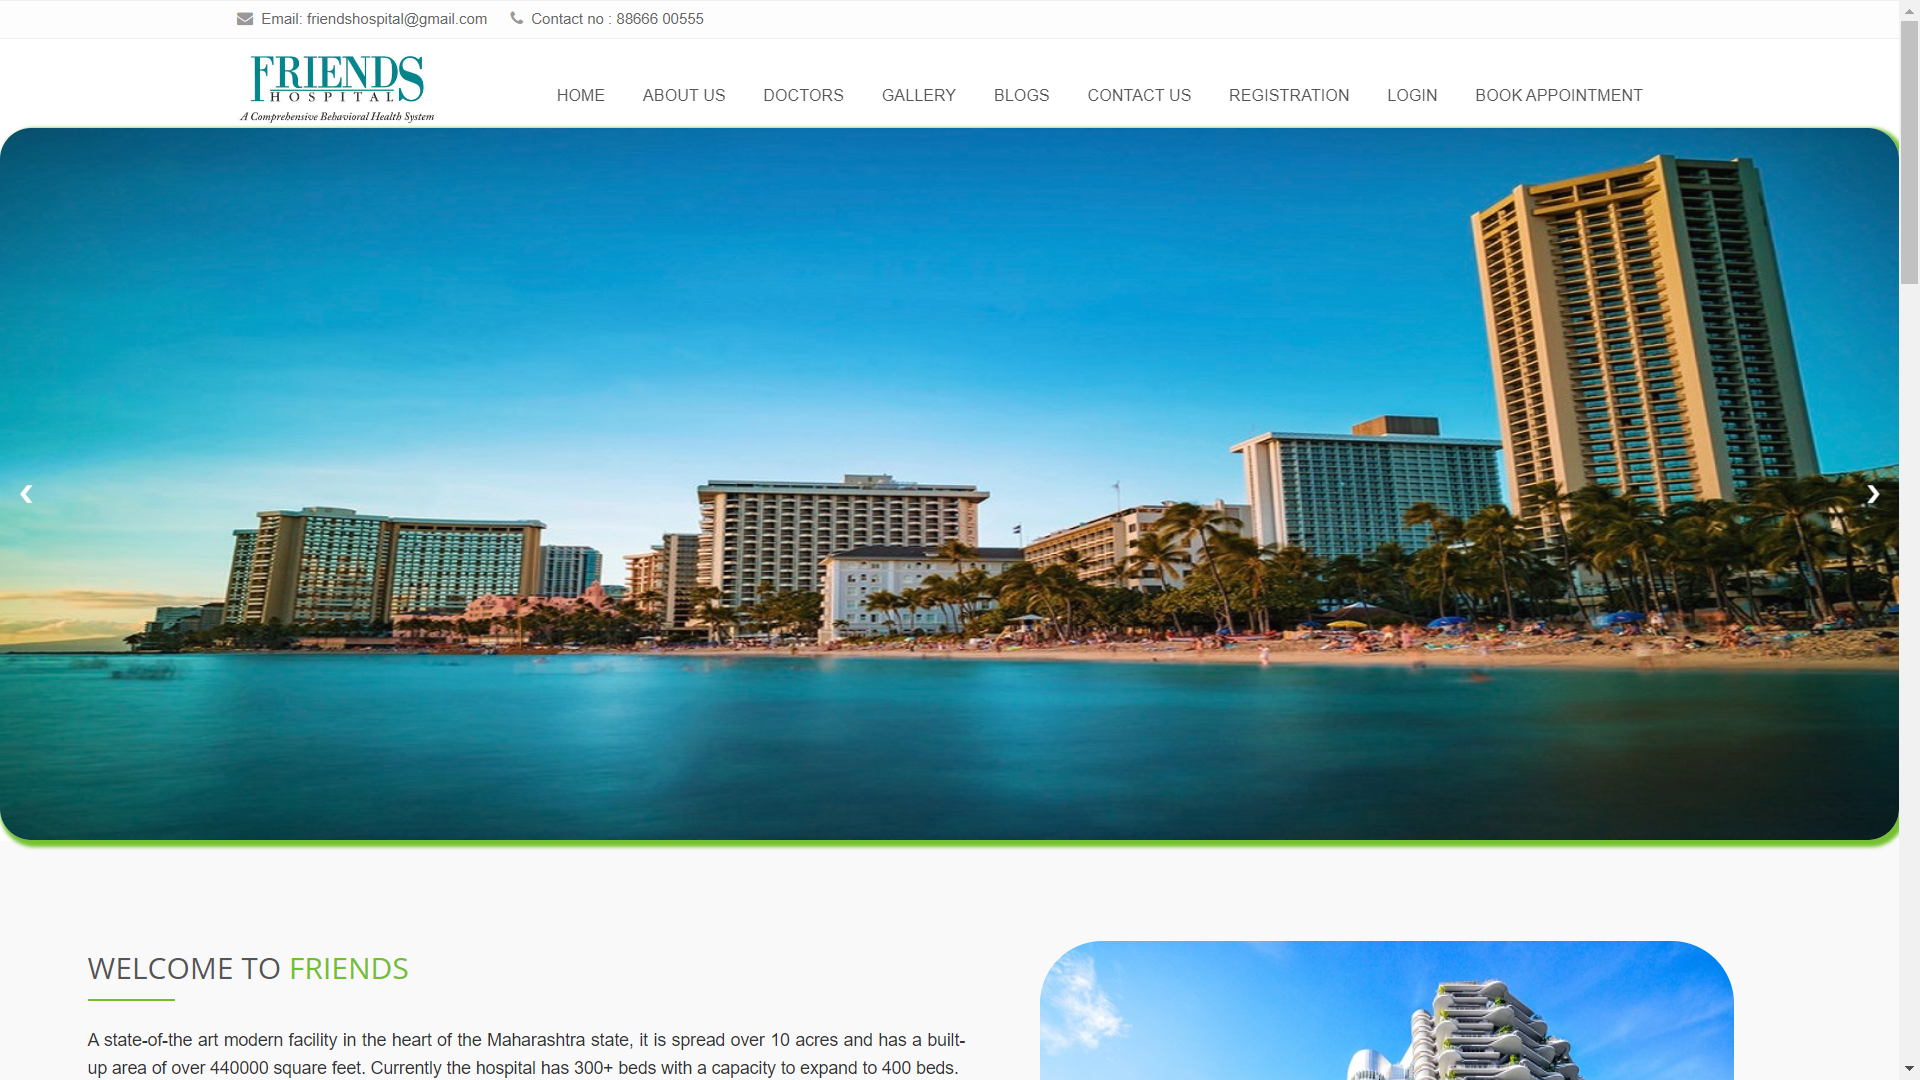 Email: friendshospital@gmail.com Contact no : 88666 00555
FRIENDS
HOSPITAL
A Comprehensive Behavioral Health System
HOME ABOUT US DOCTORS GALLERY BLOGS CONTACT US REGISTRATION LOGIN BOOK APPOINTMENT
WELCOME TO FRIENDS
A state-of-the art modern facility in the heart of the Maharashtra state, it is spread over 10 acres and has a built-
up area of over 440000 square feet. Currently the hospital has 300+ beds with a capacity to expand to 400 beds.